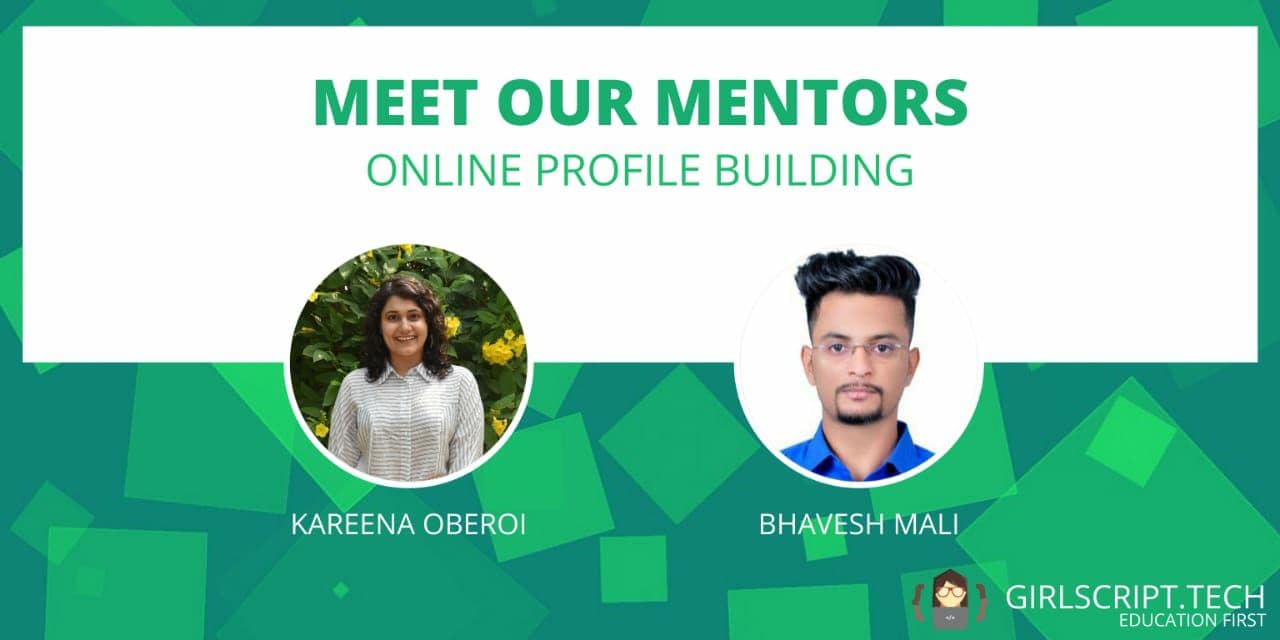 MEET OUR MENTORS
ONLINE PROFILE BUILDING
KAREENA OBEROI
BHAVESH MALI
GIRLSCRIPT.TECH
EDUCATION FIRST